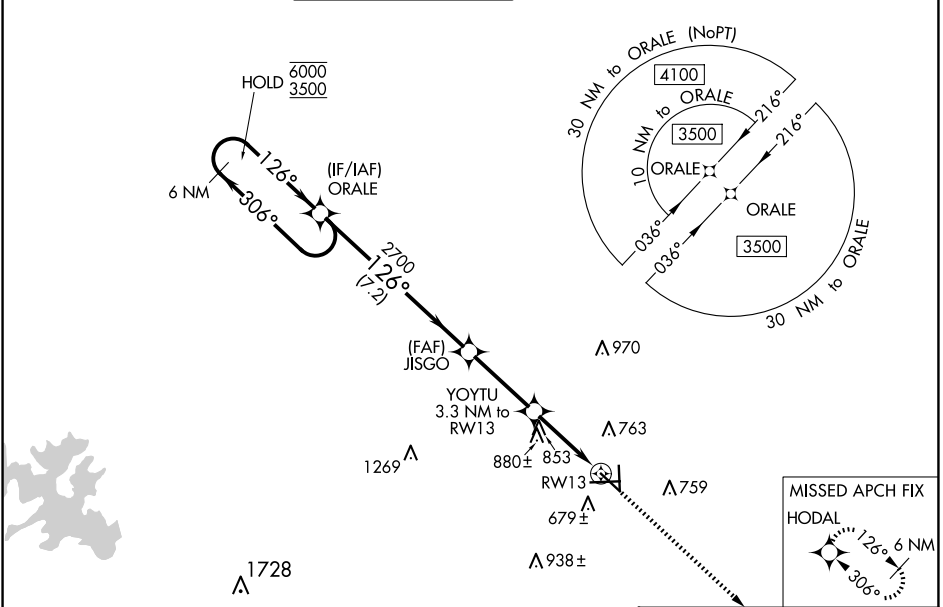 HOLD 6000
3500
126°
306°
6 NM
(IF/IAF)
ORALE
2700
126°
(7.2)
(FAF)
JISGO
YOYTU
3.3 NM to
RW13
970
763
1269
880±
853
RW13
759
679±
938±
1728
30 NM to ORALE (NoPT)
4100
10 NM to ORALE
3500
ORALE
216°
036°
216°
036°
ORALE
3500
30 NM to ORALE
MISSED APCH FIX
HODAL
126°
6 NM
306°